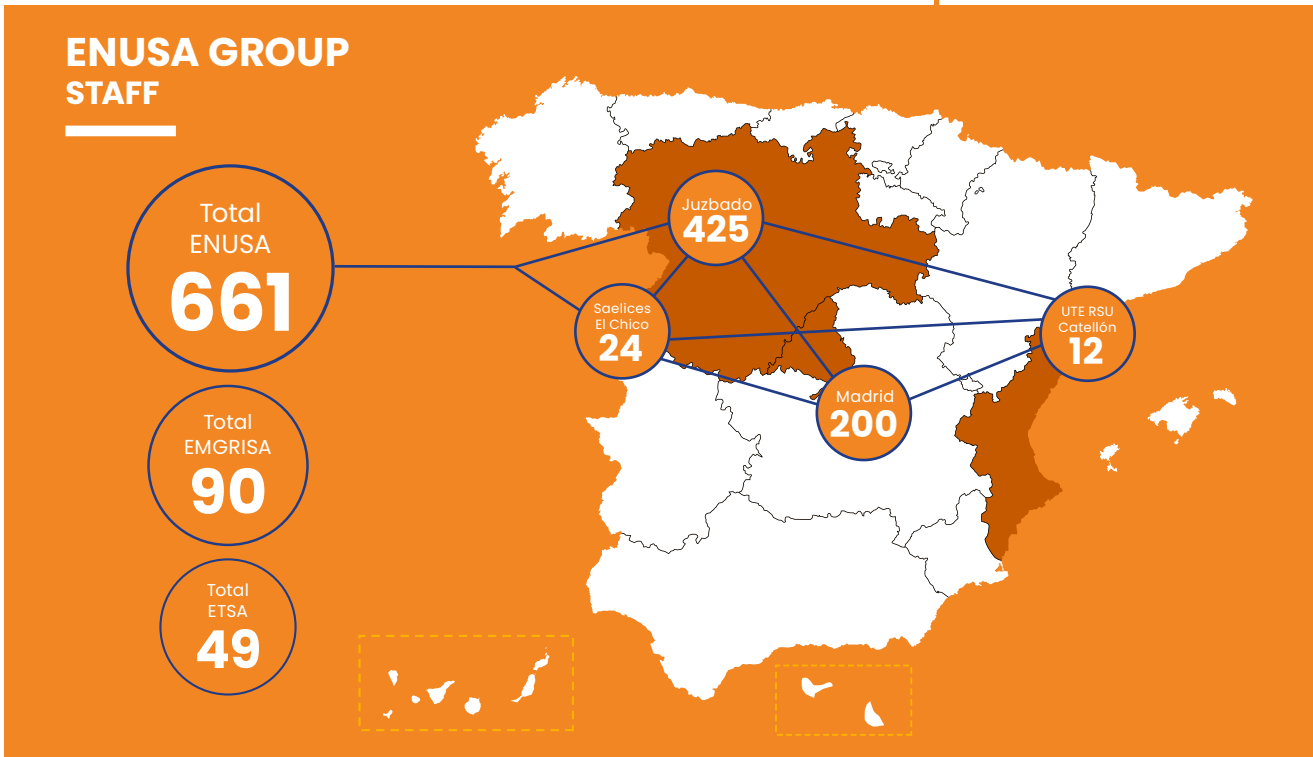 ENUSA GROUP
STAFF
Total
ENUSA
661
Total
EMGRISA
90
Total
ETSA
49
Juzbado
425
Saelices
El Chico
24
Madrid
200
UTE RSU
Catellón
12